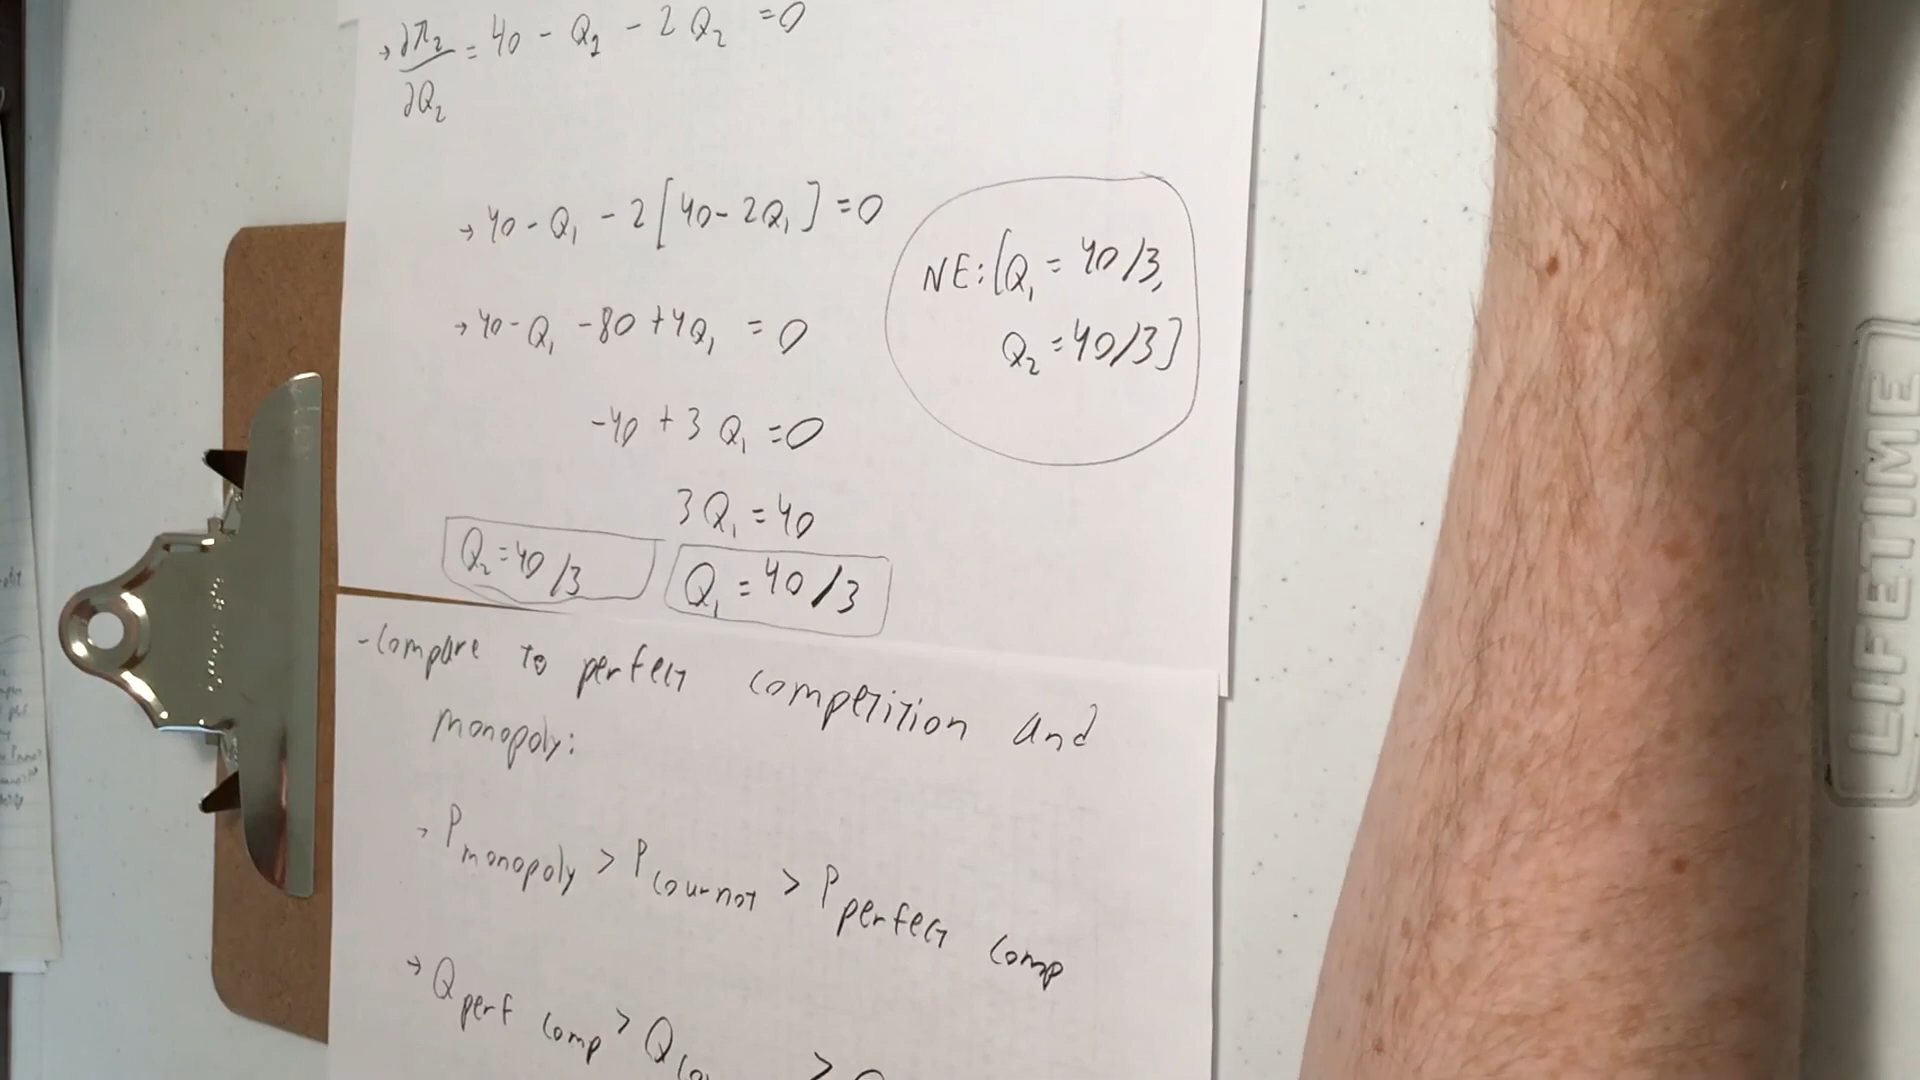 → ∂π₂/∂Q₂ = 40 - Q₁ - 2Q₂ = 0
→ 40 - Q₁ - 2[40 - 2Q₁] = 0
→ 40 - Q₁ - 80 + 4Q₁ = 0
-40 + 3Q₁ = 0
3Q₁ = 40
Q₂ = 40/3
Q₁ = 40/3
NE: [Q₁ = 40/3,
Q₂ = 40/3]
- Compare to perfect competition and
monopoly:
→ P monopoly > P cournot > P perfect comp
→ Q perf comp > Q >
LIFETIME